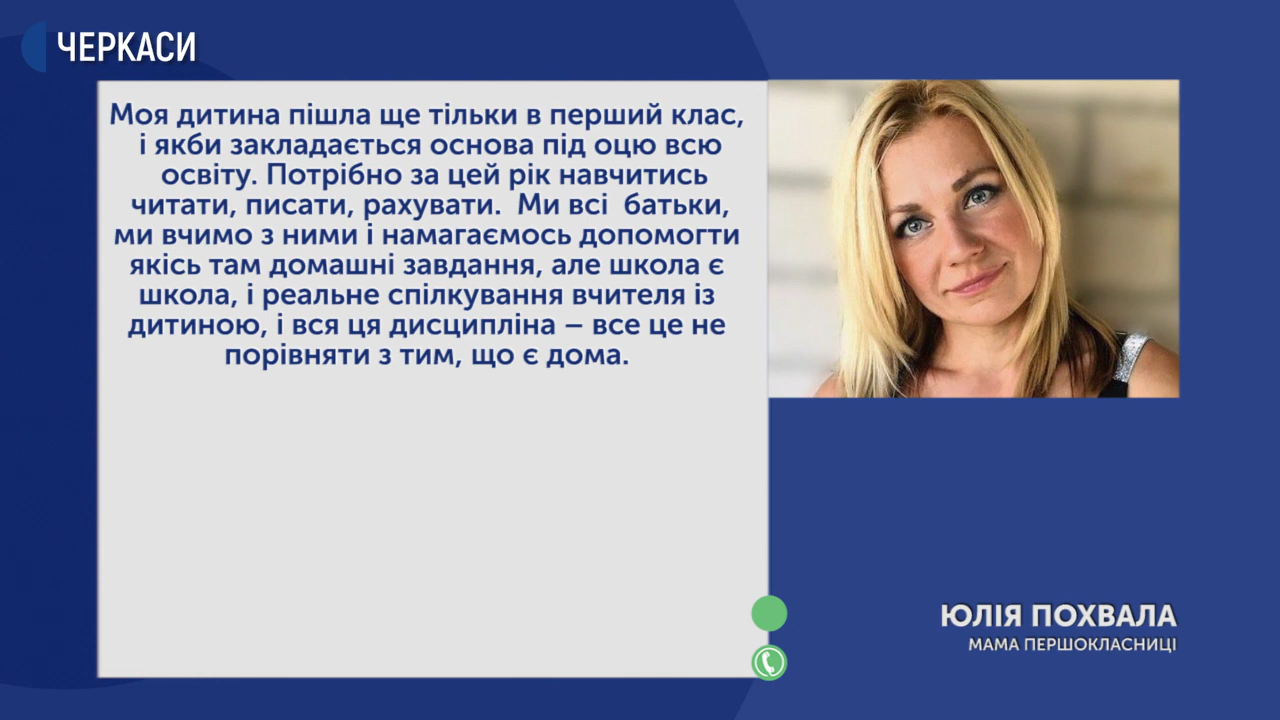 ЧЕРКАСИ
Моя дитина пішла ще тільки в перший клас,
і якби закладається основа під оцю всю
освіту. Потрібно за цей рік навчитись
читати, писати, рахувати. Ми всі батьки,
ми вчимо з ними і намагаємось допомогти
якісь там домашні завдання, але школа є
школа, і реальне спілкування вчителя із
дитиною, і вся ця дисципліна – все це не
порівняти з тим, що є дома.
ЮЛІЯ ПОХВАЛА
МАМА ПЕРШОКЛАСНИЦІ